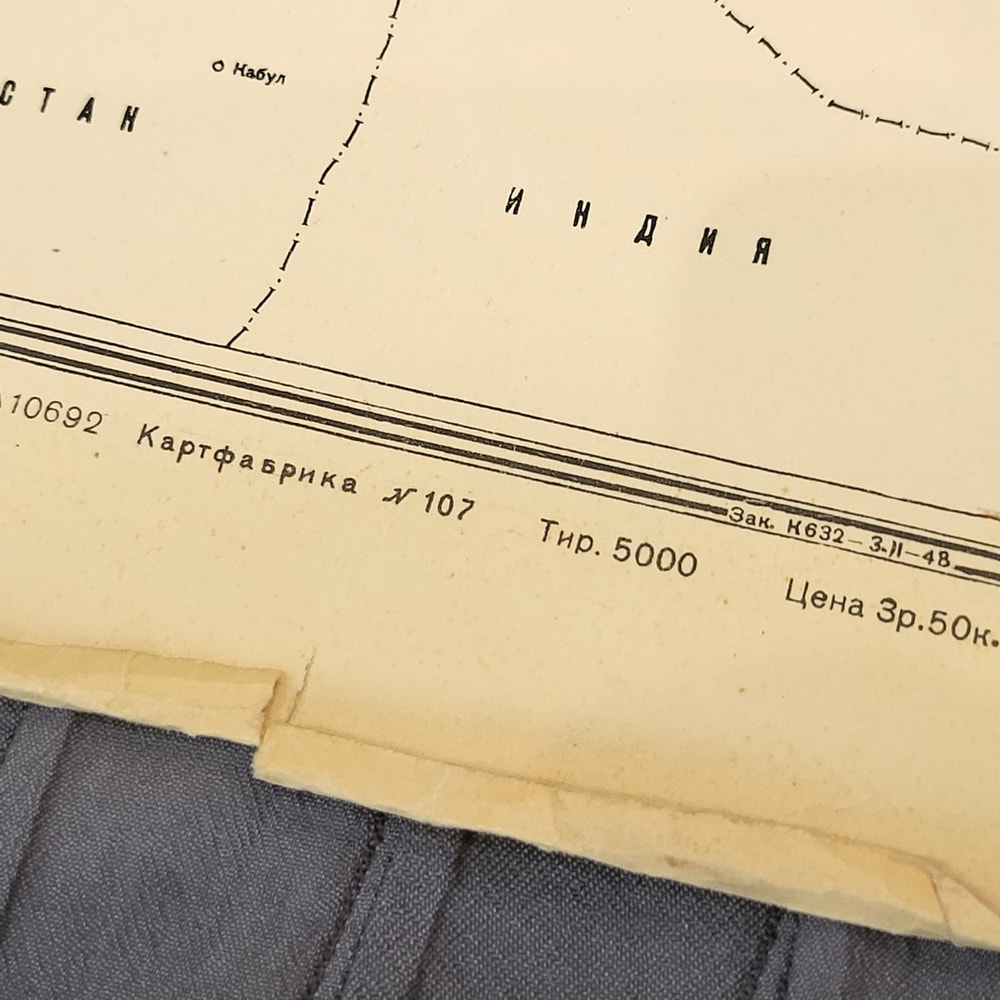 Кабул
СТАН
ИНДИЯ
Зак. К632-3-II-48
10692 Картфабрика № 107 Тир. 5000 Цена 3р.50к.